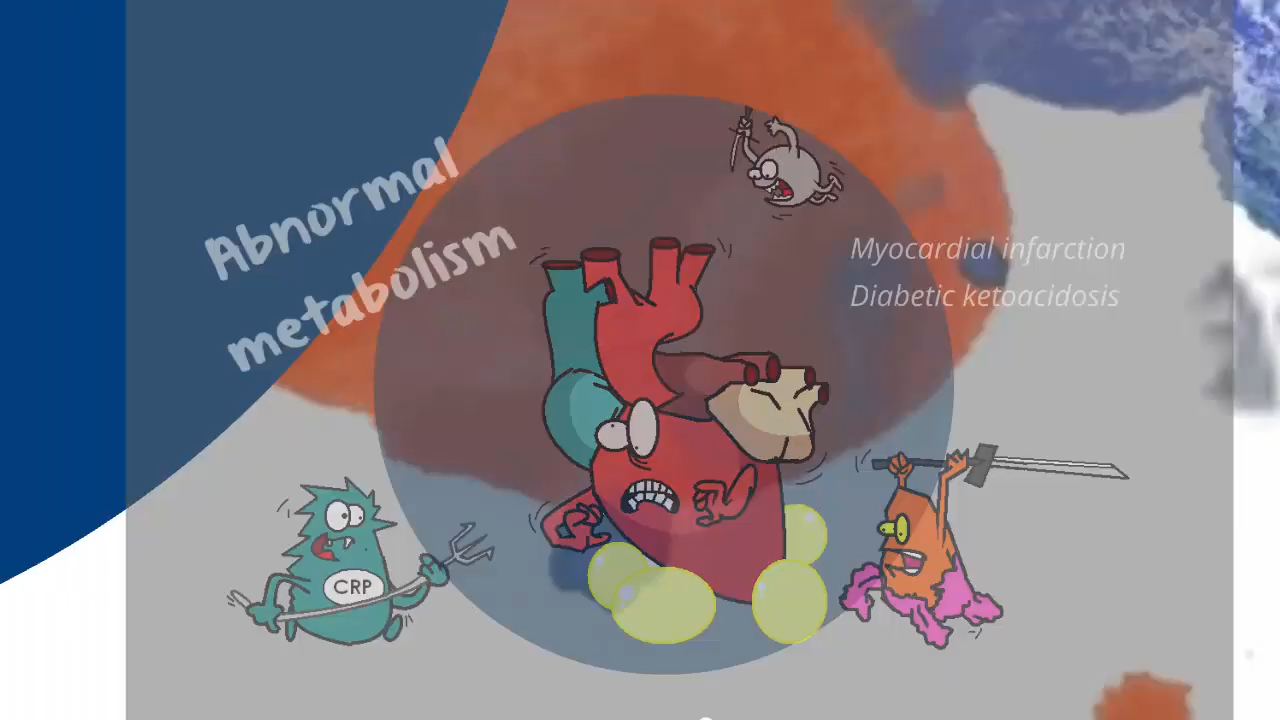 Abnormal
metabolism
Myocardial infarction
Diabetic ketoacidosis
CRP